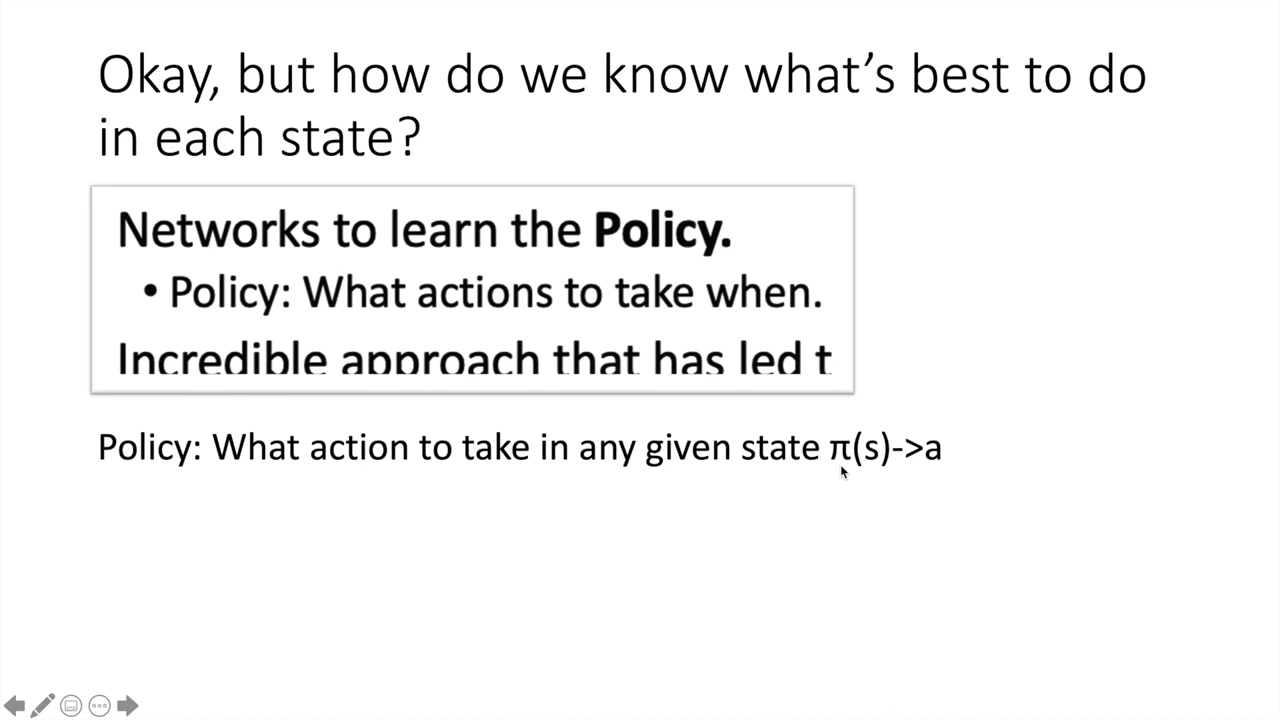 Okay, but how do we know what's best to do
in each state?
Networks to learn the Policy.
• Policy: What actions to take when.
Incredible approach that has led t
Policy: What action to take in any given state π(s)->a